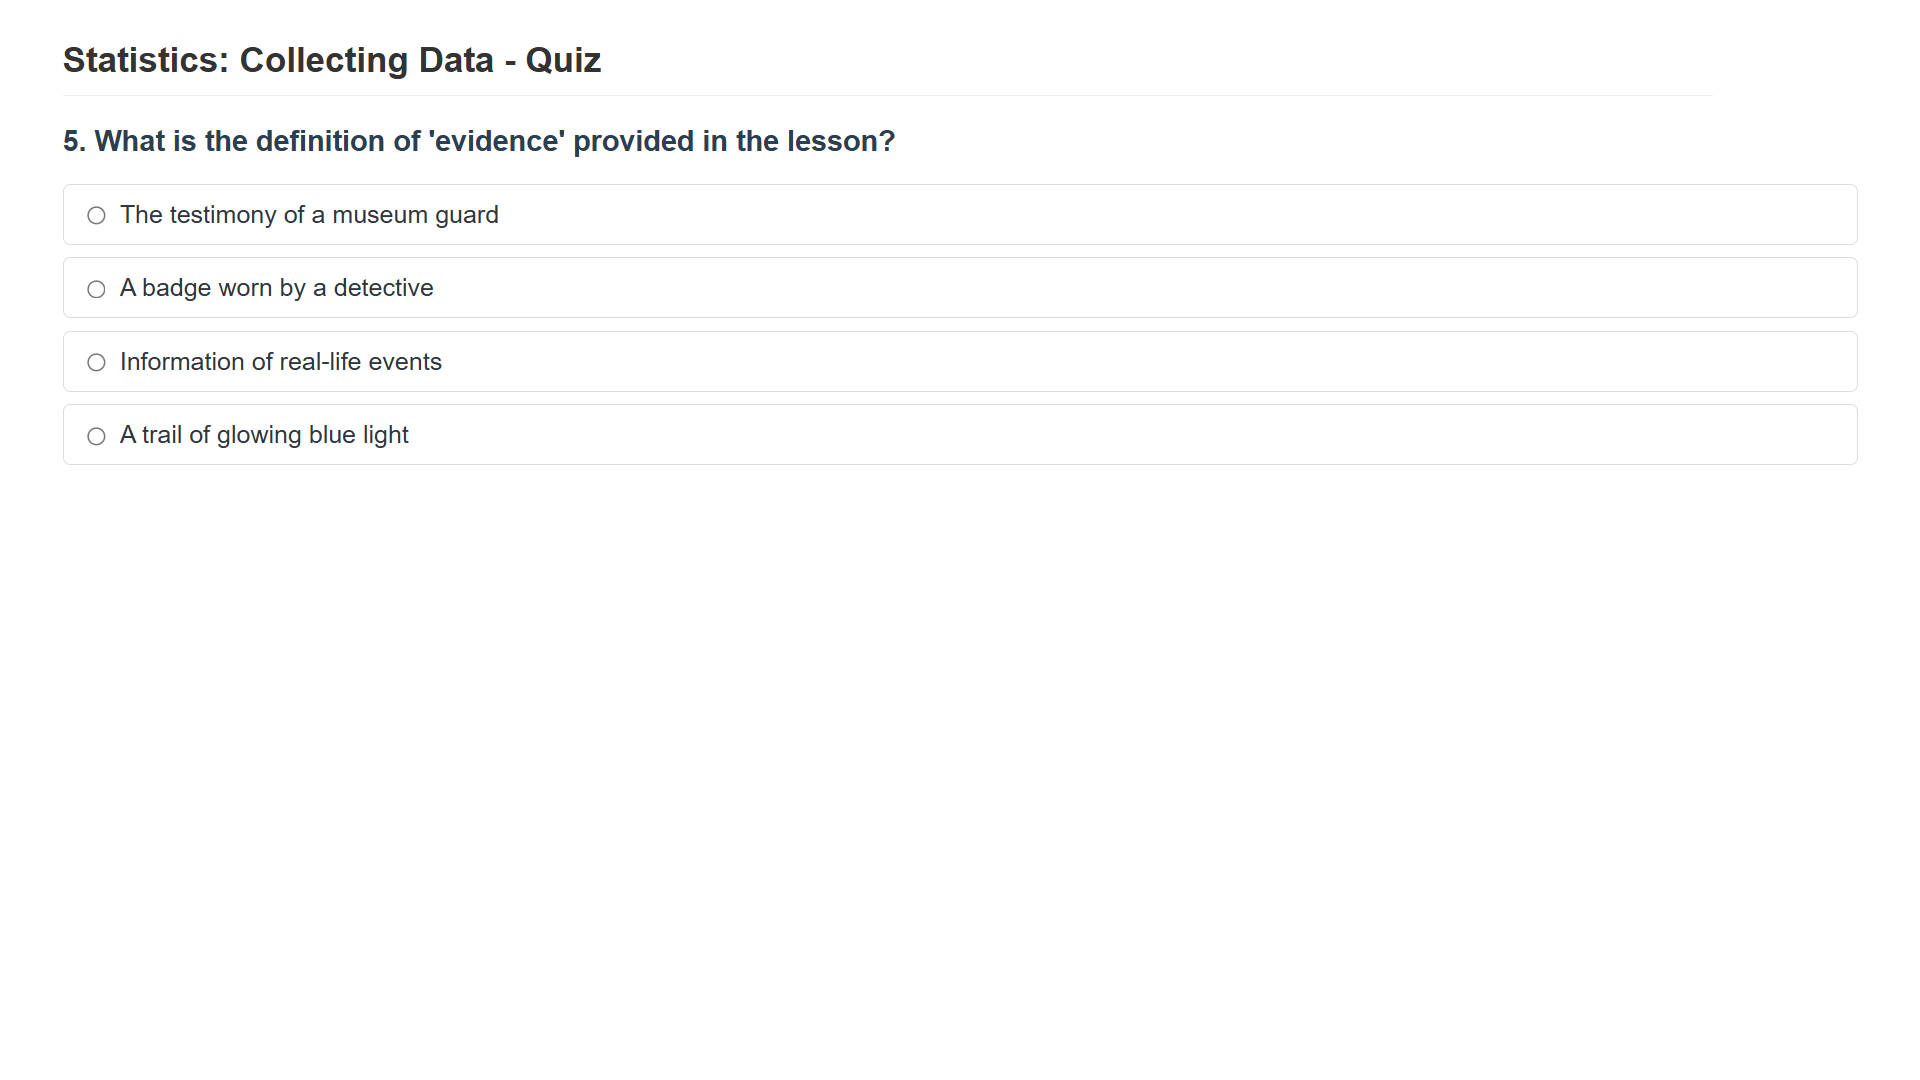 Statistics: Collecting Data - Quiz
5. What is the definition of 'evidence' provided in the lesson?
The testimony of a museum guard
A badge worn by a detective
Information of real-life events
A trail of glowing blue light